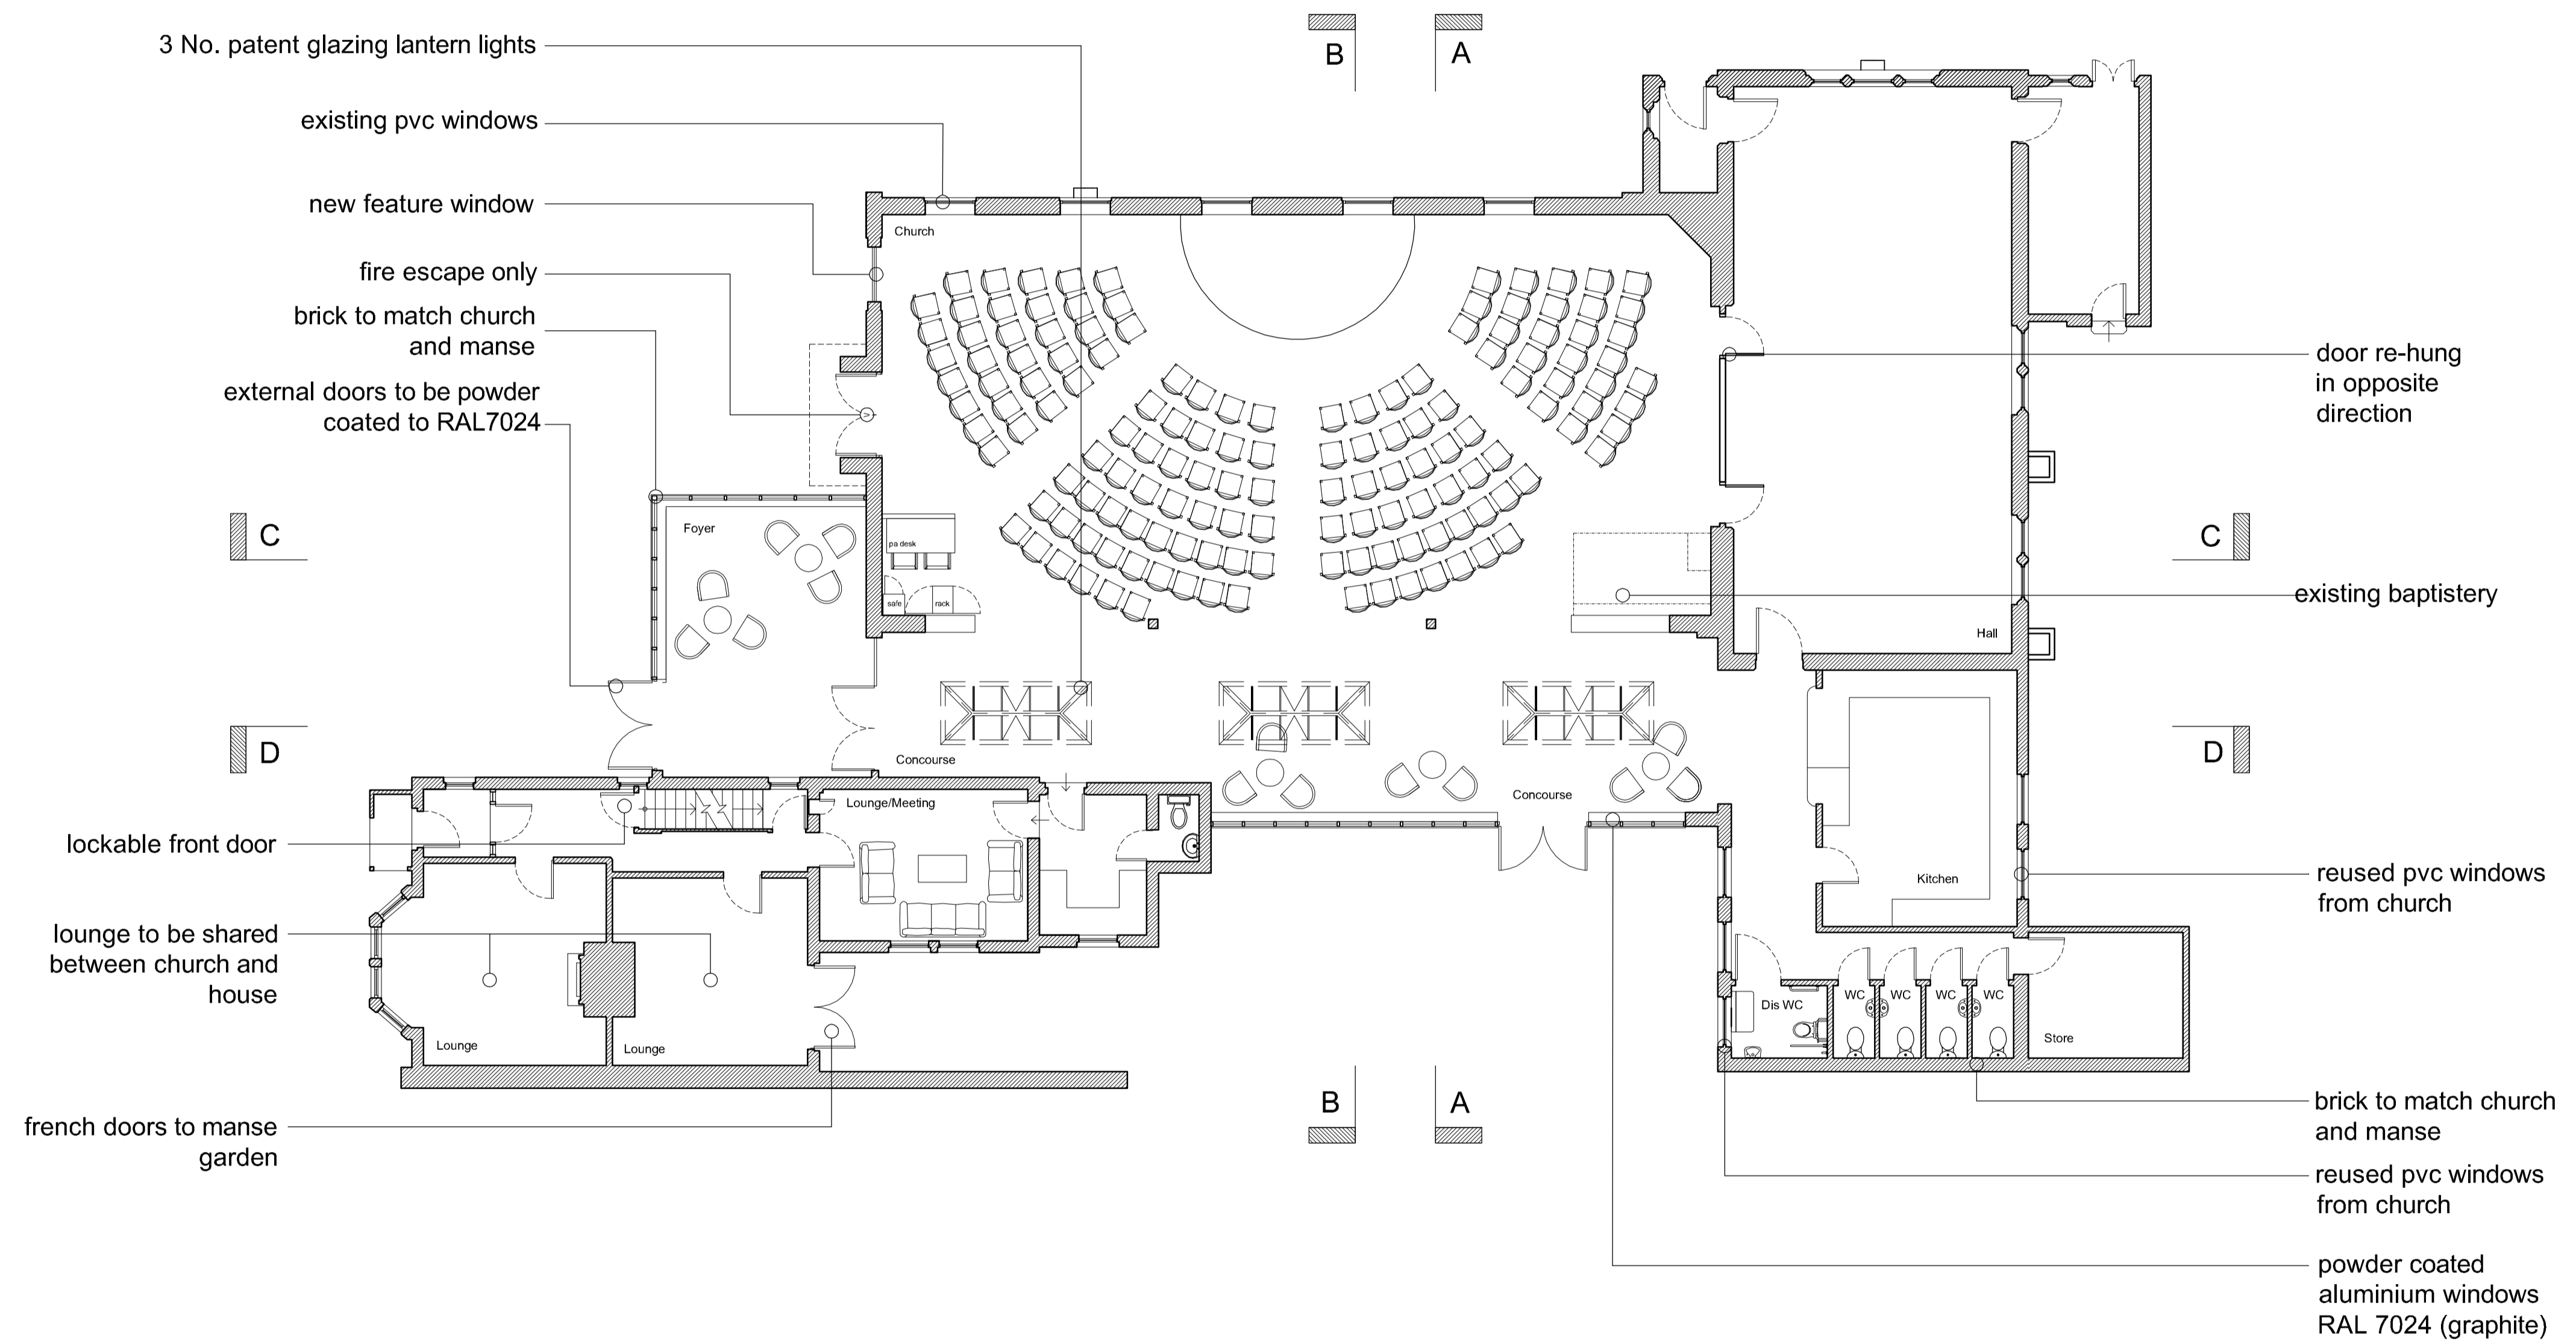 3 No. patent glazing lantern lights
existing pvc windows
new feature window
fire escape only
brick to match church
and manse
external doors to be powder
coated to RAL7024
lockable front door
lounge to be shared
between church and
house
french doors to manse
garden
B
A
C
D
C
D
B
A
Church
Foyer
pa desk
safe
rack
Concourse
Lounge/Meeting
Concourse
Lounge
Lounge
Hall
Kitchen
Dis WC
WC
WC
WC
WC
Store
door re-hung
in opposite
direction
existing baptistery
reused pvc windows
from church
brick to match church
and manse
reused pvc windows
from church
powder coated
aluminium windows
RAL 7024 (graphite)